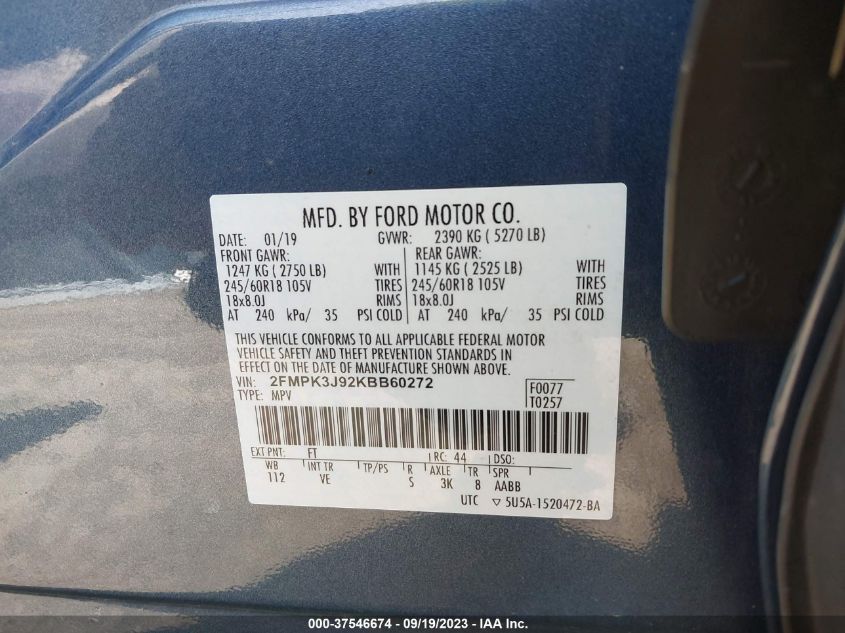 MFD. BY FORD MOTOR CO.
DATE: 01/19 GVWR: 2390 KG ( 5270 LB)
FRONT GAWR: REAR GAWR:
1247 KG ( 2750 LB) WITH 1145 KG ( 2525 LB) WITH
245/60R18 105V TIRES 245/60R18 105V TIRES
18x8.0J RIMS 18x8.0J RIMS
AT 240 kPa/ 35 PSI COLD AT 240 kPa/ 35 PSI COLD
THIS VEHICLE CONFORMS TO ALL APPLICABLE FEDERAL MOTOR
VEHICLE SAFETY AND THEFT PREVENTION STANDARDS IN
EFFECT ON THE DATE OF MANUFACTURE SHOWN ABOVE.
VIN: 2FMPK3J92KBB60272 F0077
TYPE: MPV T0257
EXT PNT: FT RC: 44 DSO:
WB INT TR TP/PS R AXLE TR SPR
112 VE S 3K 8 AABB
UTC ▽ 5U5A-1520472-BA
000-37546674 / 09/19/2023 - IAA, Inc.